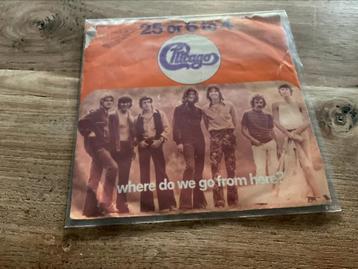 25 or 6 to 4
Chicago
where do we go from here?